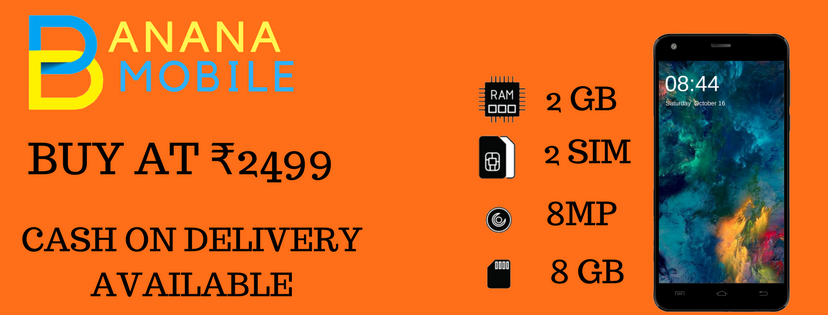 BANANA
MOBILE
BUY AT ₹2499
CASH ON DELIVERY
AVAILABLE
RAM
2 GB
2 SIM
8MP
8 GB
08:44
Saturday October 16